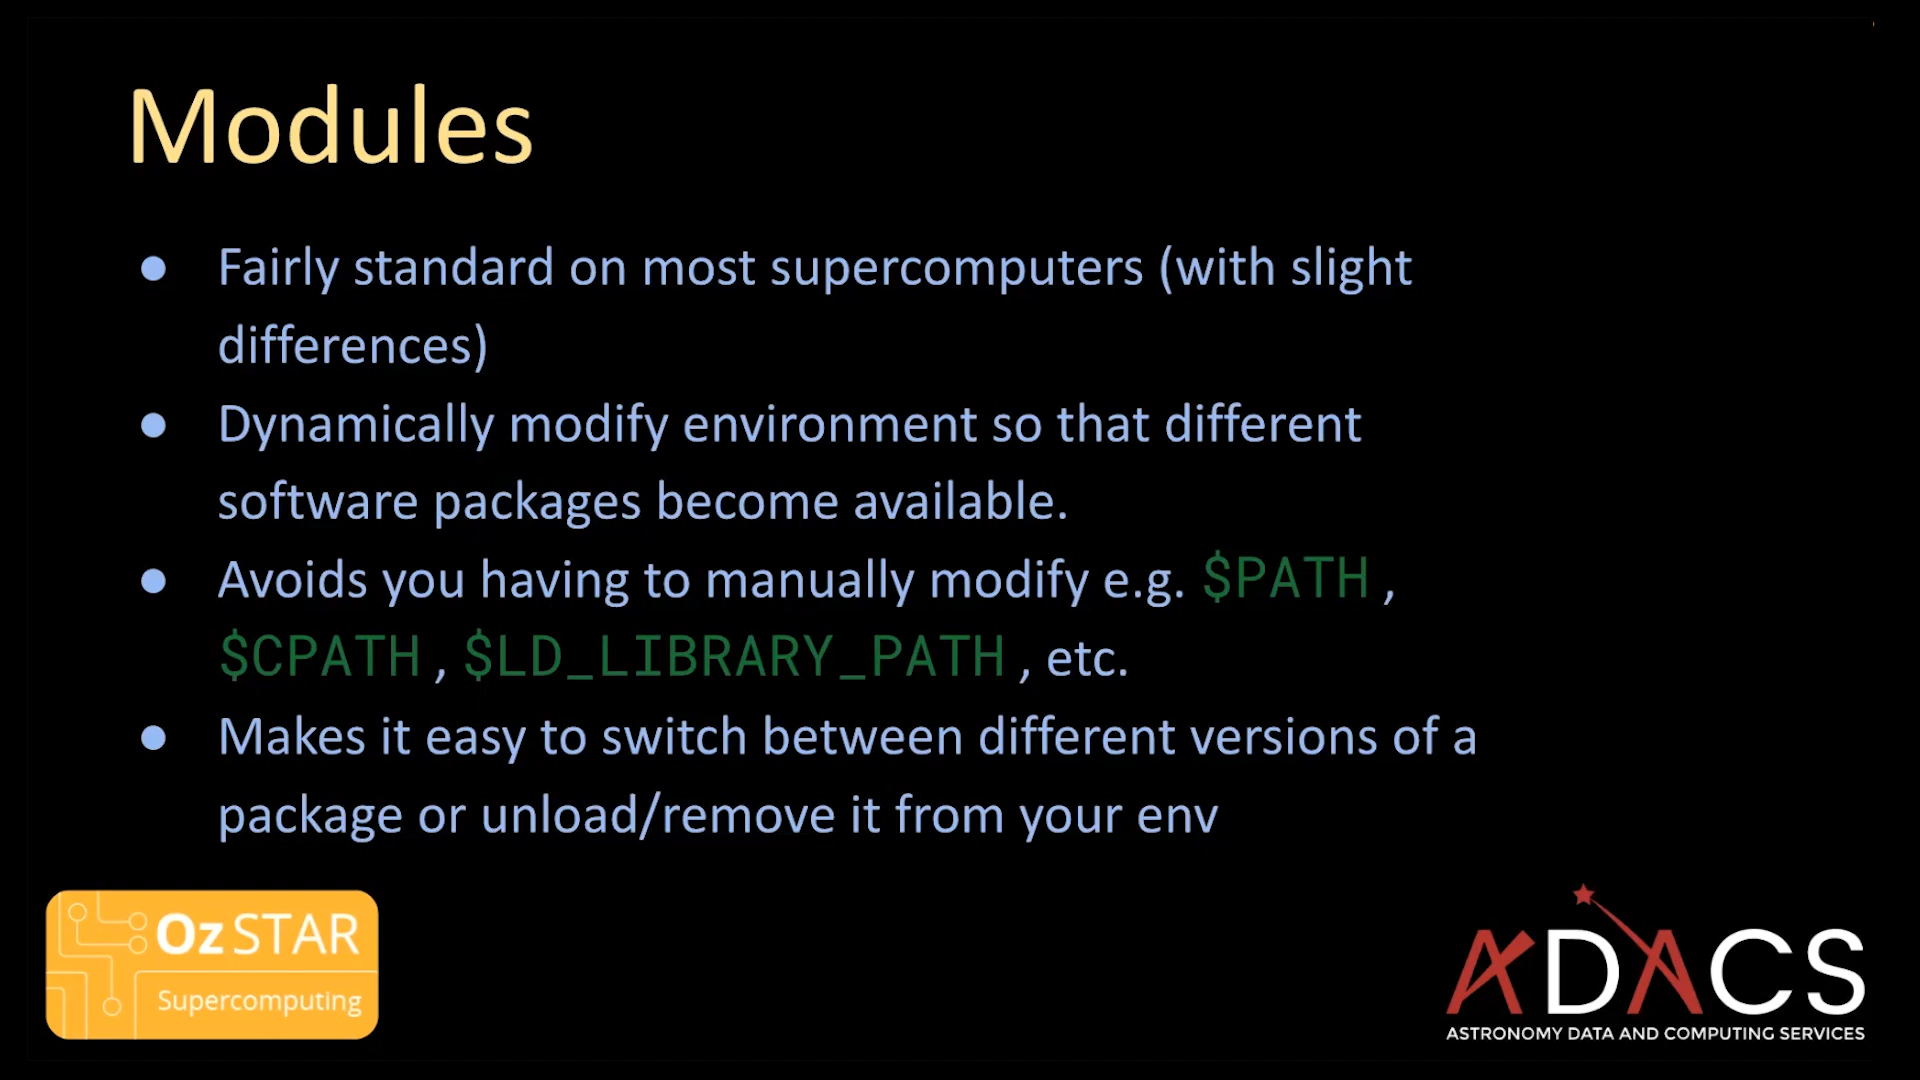 Modules
● Fairly standard on most supercomputers (with slight
differences)
● Dynamically modify environment so that different
software packages become available.
● Avoids you having to manually modify e.g. $PATH ,
$CPATH , $LD_LIBRARY_PATH , etc.
● Makes it easy to switch between different versions of a
package or unload/remove it from your env
OzSTAR
Supercomputing
ADACS
ASTRONOMY DATA AND COMPUTING SERVICES